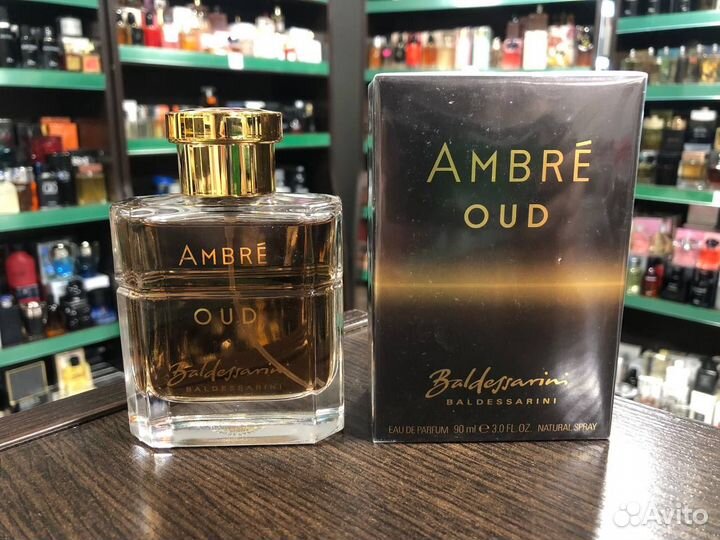 AMBRÉ
OUD
Baldessarini
BALDESSARINI
AMBRÉ
OUD
Baldessarini
BALDESSARINI
EAU DE PARFUM 90 ml e 3.0 FL.OZ. NATURAL SPRAY
Avito